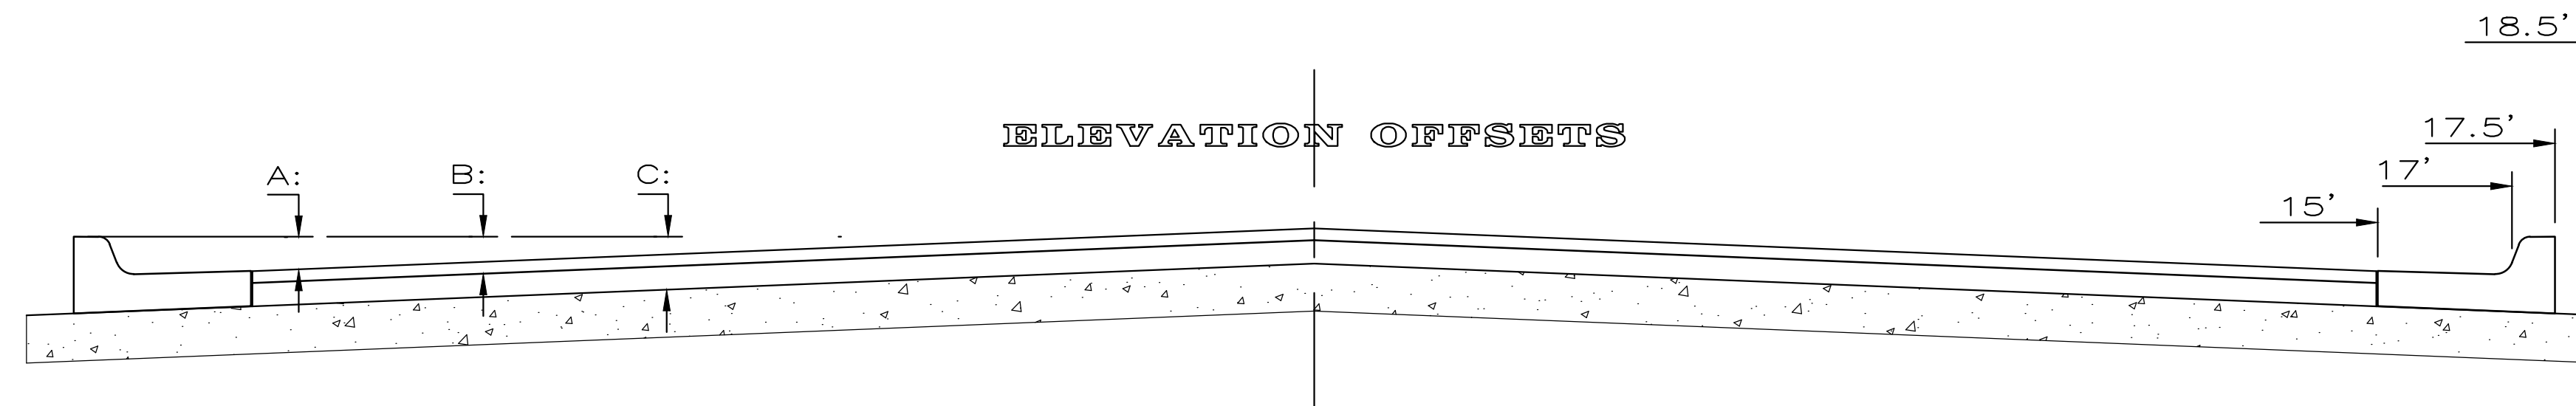 18.5’
ELEVATION OFFSETS
17.5’
17’
A: B: C:
15’